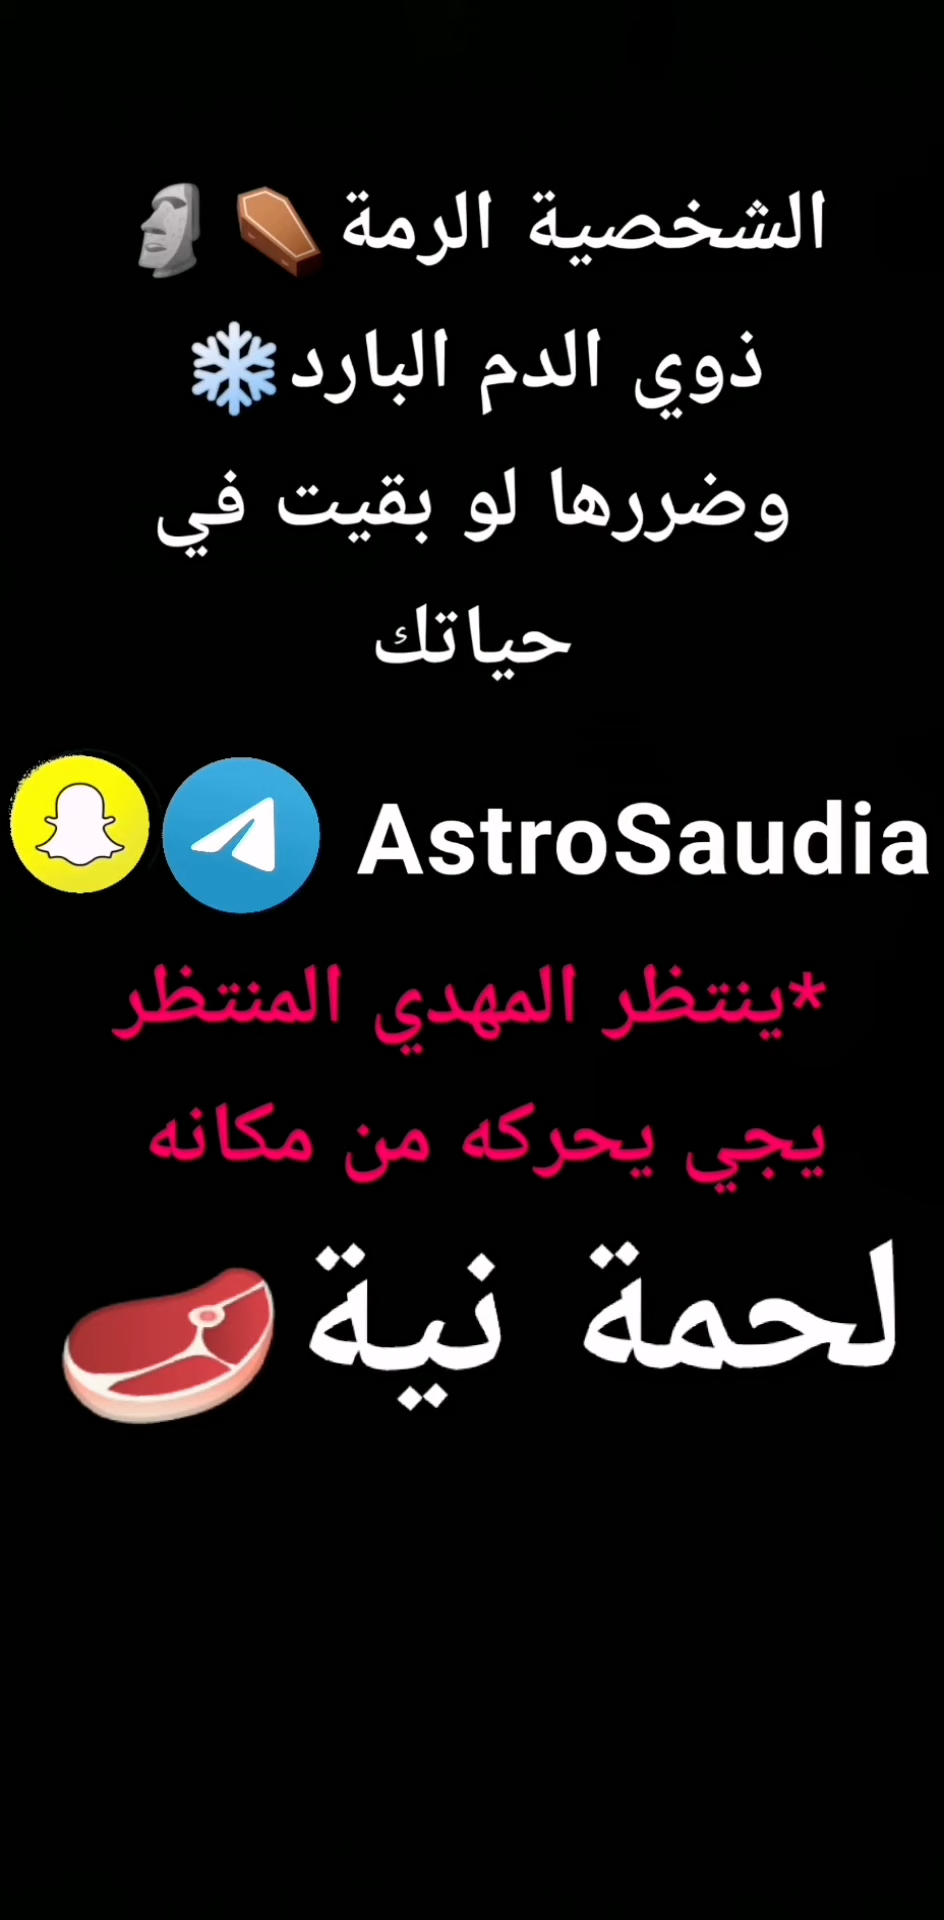 الشخصية الرمة ⚰️🗿
ذوي الدم البارد❄️
وضررها لو بقيت في
حياتك
AstroSaudia
*ينتظر المهدي المنتظر
يجي يحركه من مكانه
لحمة نية🥩